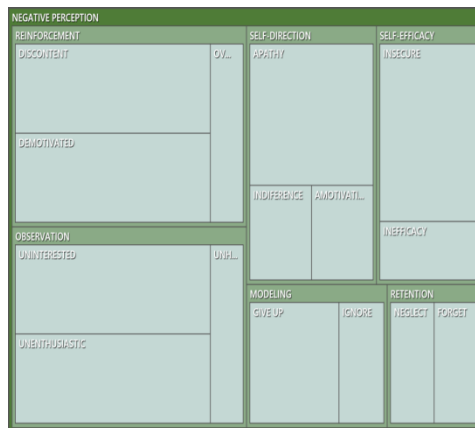 NEGATIVE PERCEPTION
REINFORCEMENT
DISCONTENT
OV...
DEMOTIVATED
SELF-DIRECTION
APATHY
INDIFERENCE
AMOTIVATI...
SELF-EFFICACY
INSECURE
INEFFICACY
OBSERVATION
UNINTERESTED
UNH...
UNENTHUSIASTIC
MODELING
GIVE UP
IGNORE
RETENTION
NEGLECT
FORGET